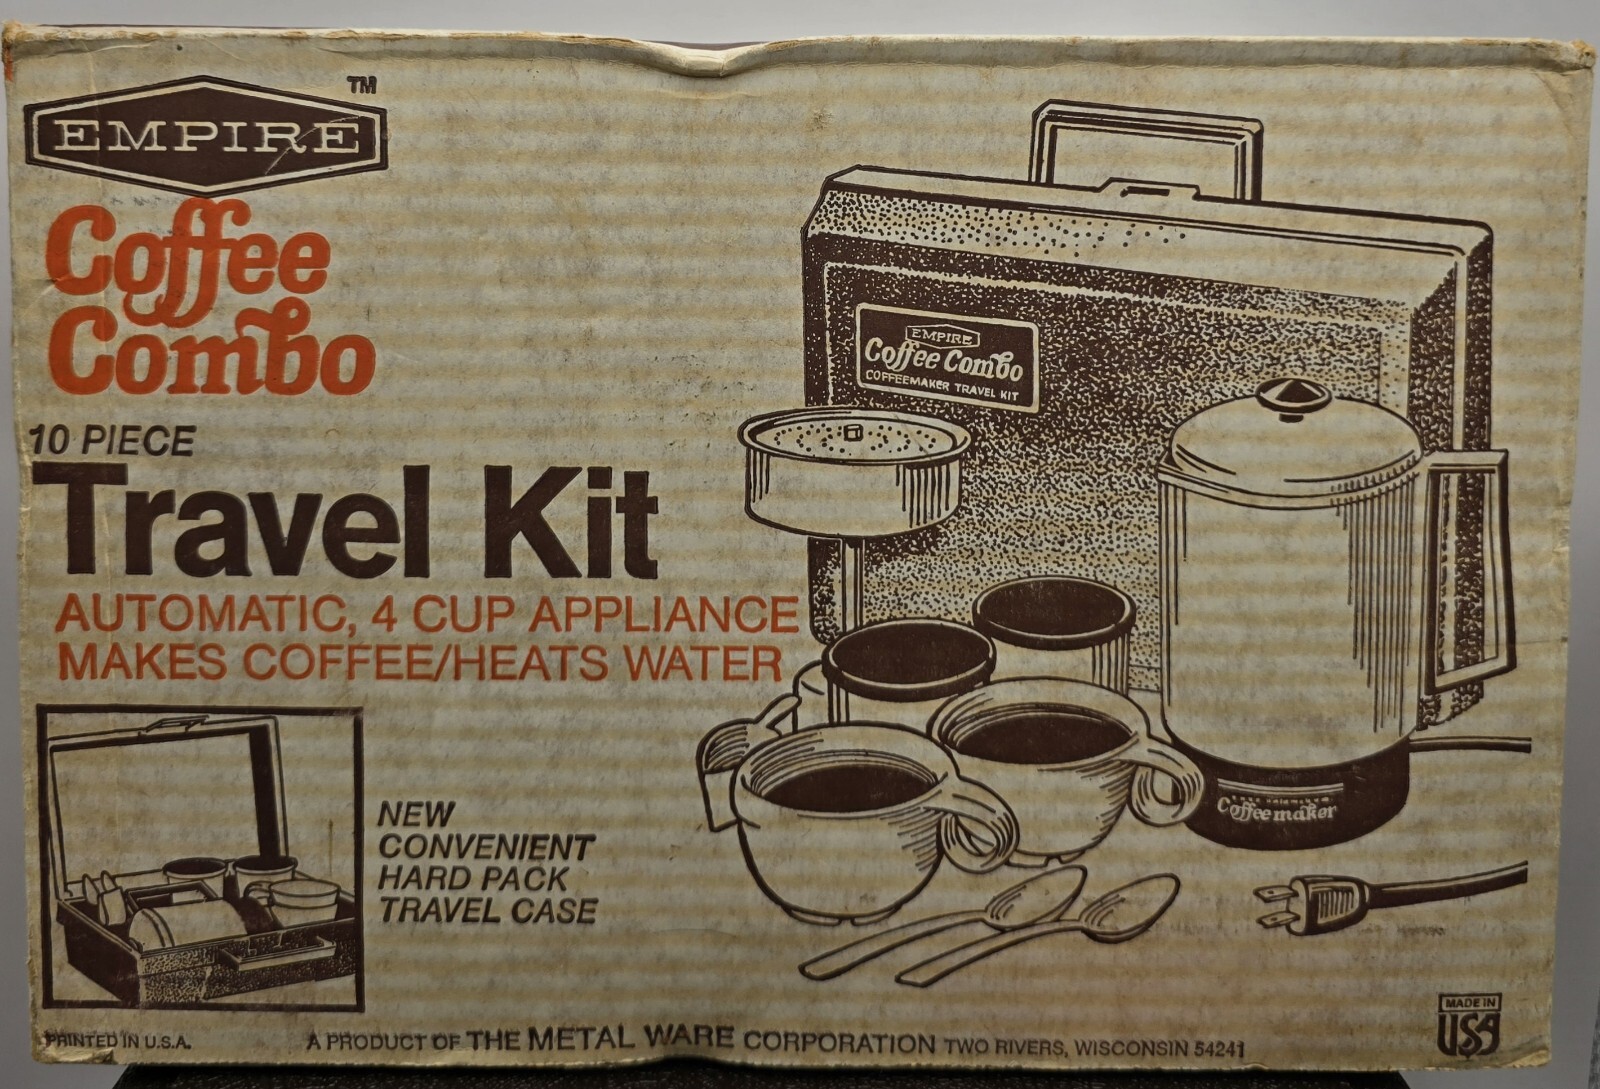 EMPIRE TM
Coffee
Combo
10 PIECE
Travel Kit
AUTOMATIC, 4 CUP APPLIANCE
MAKES COFFEE/HEATS WATER
EMPIRE
Coffee Combo
COFFEEMAKER TRAVEL KIT
Coffee maker
NEW
CONVENIENT
HARD PACK
TRAVEL CASE
PRINTED IN U.S.A.
A PRODUCT OF THE METAL WARE CORPORATION TWO RIVERS, WISCONSIN 54241
MADE IN
USA